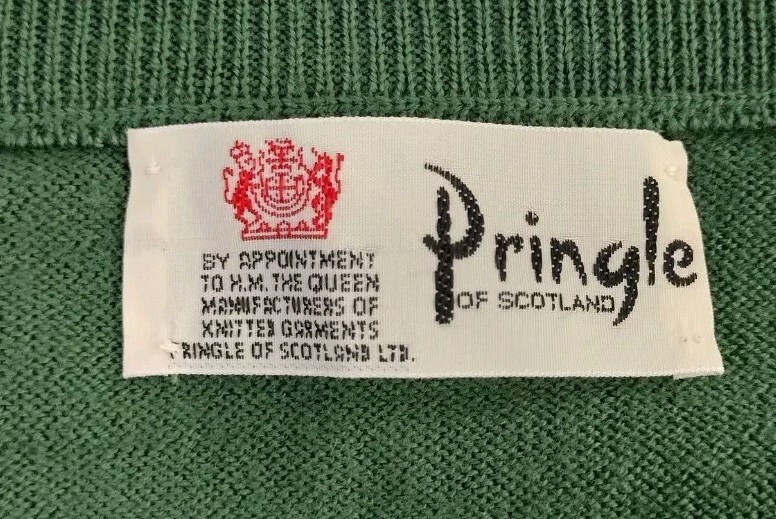 BY APPOINTMENT
TO H.M. THE QUEEN
MANUFACTURERS OF
KNITTED GARMENTS
PRINGLE OF SCOTLAND LTD.
Pringle
OF SCOTLAND